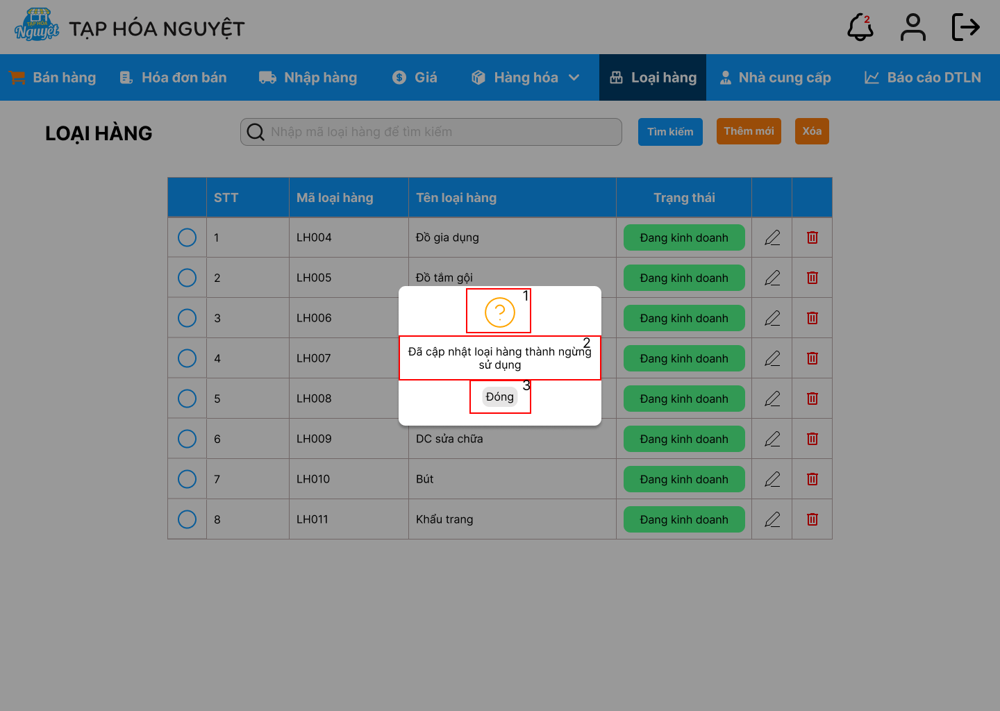 TẠP HÓA
Nguyệt
TẠP HÓA NGUYỆT
2
Bán hàng
Hóa đơn bán
Nhập hàng
Giá
Hàng hóa
Loại hàng
Nhà cung cấp
Báo cáo DTLN
LOẠI HÀNG
Nhập mã loại hàng để tìm kiếm
Tìm kiếm
Thêm mới
Xóa
STT Mã loại hàng Tên loại hàng Trạng thái
1 LH004 Đồ gia dụng Đang kinh doanh
2 LH005 Đồ tắm gội Đang kinh doanh
3 LH006 Đang kinh doanh
4 LH007 Đang kinh doanh
5 LH008 Đang kinh doanh
6 LH009 DC sửa chữa Đang kinh doanh
7 LH010 Bút Đang kinh doanh
8 LH011 Khẩu trang Đang kinh doanh
1
?
2
Đã cập nhật loại hàng thành ngừng
sử dụng
3
Đóng